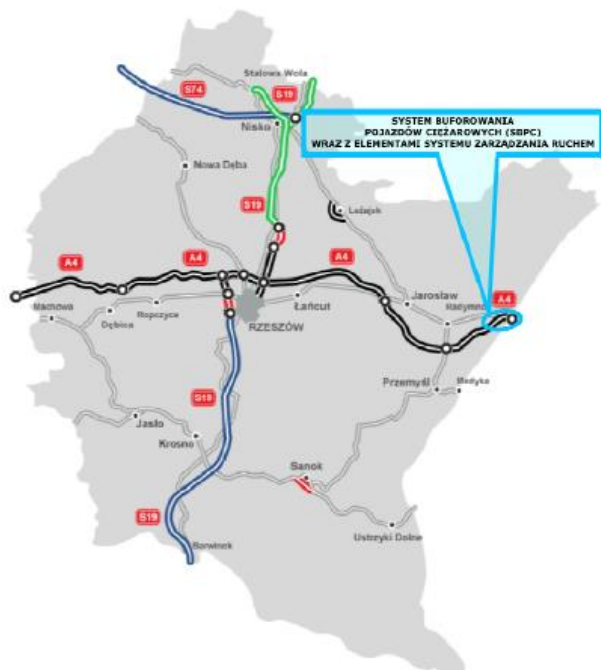 Stalowa Wola
S74
S19
Nisko
SYSTEM BUFOROWANIA
POJAZDÓW CIĘŻAROWYCH (SBPC)
WRAZ Z ELEMENTAMI SYSTEMU ZARZĄDZANIA RUCHEM
Nowa Dęba
S19
Leżajsk
A4
A4
A4
A4
Machowa
Dębica
Ropczyce
RZESZÓW
Łańcut
Jarosław
Radymno
Przemyśl
Medyka
S19
Jasło
Krosno
Sanok
S19
Ustrzyki Dolne
Barwinek